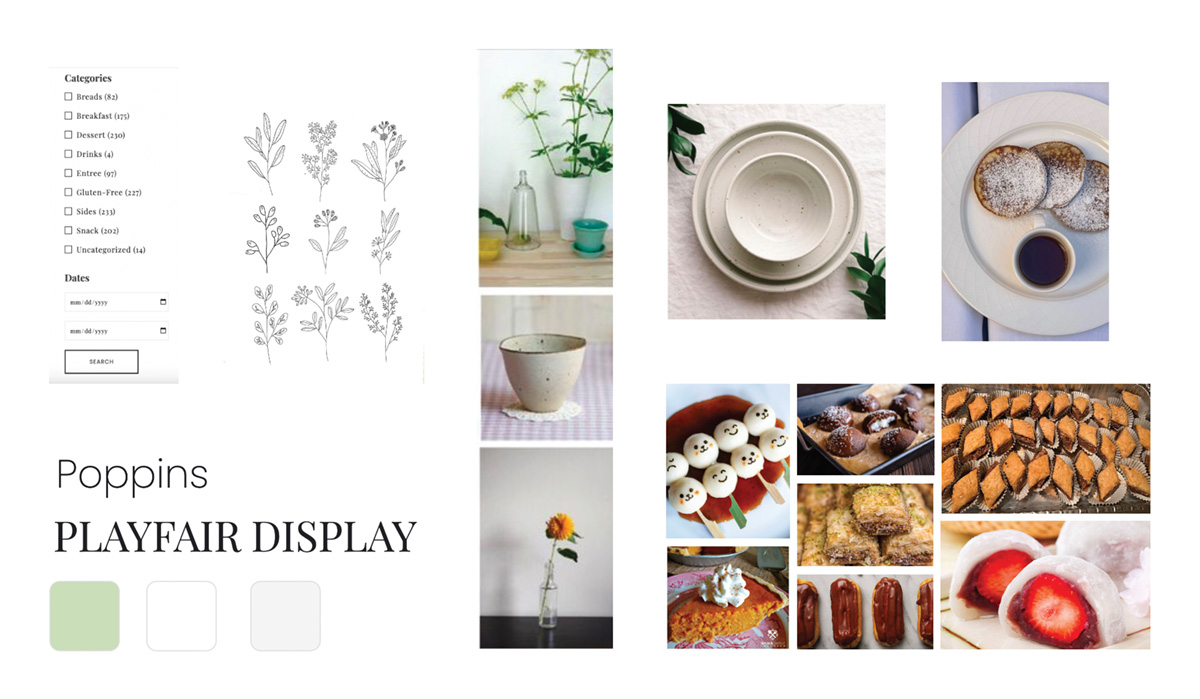 Categories
Breads (82)
Breakfast (175)
Dessert (230)
Drinks (4)
Entree (97)
Gluten-Free (227)
Sides (233)
Snack (202)
Uncategorized (14)
Dates
mm/dd/yyyy
mm/dd/yyyy
SEARCH
Poppins
PLAYFAIR DISPLAY